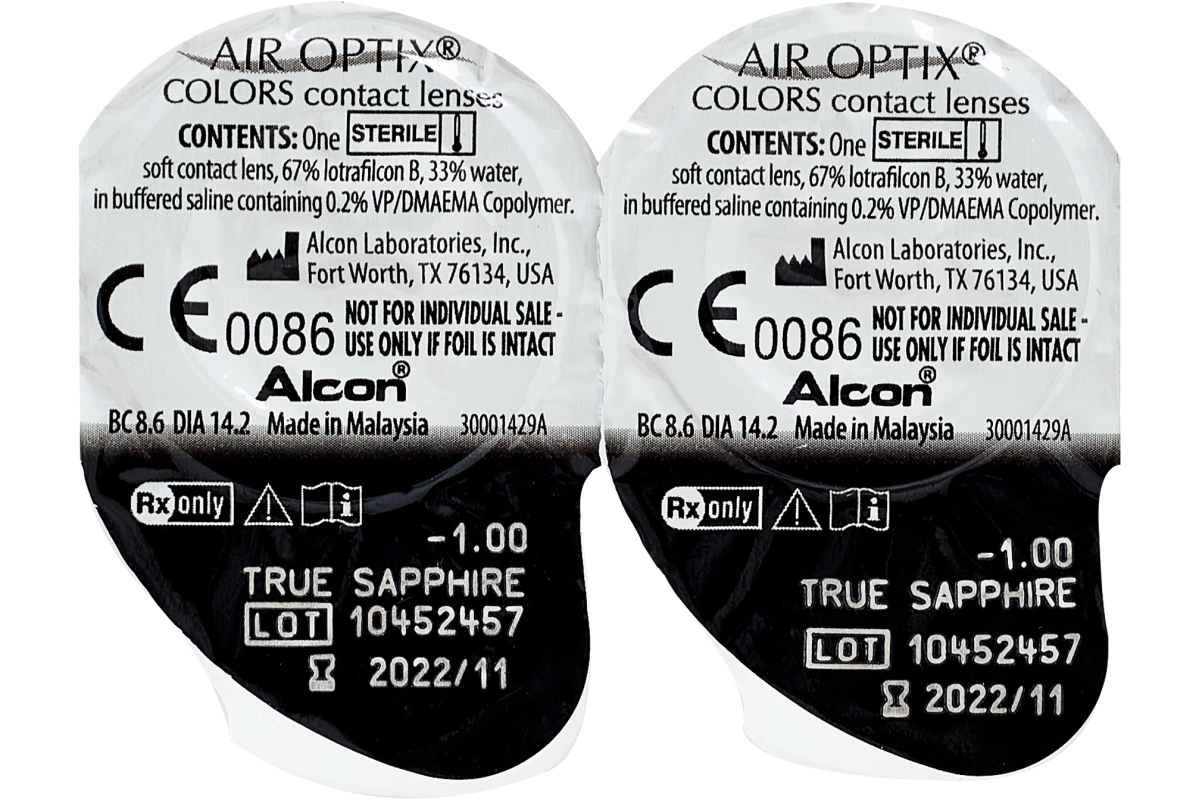 AIR OPTIX®
COLORS contact lenses
CONTENTS: One STERILE
soft contact lens, 67% lotrafilcon B, 33% water,
in buffered saline containing 0.2% VP/DMAEMA Copolymer.
Alcon Laboratories, Inc.,
Fort Worth, TX 76134, USA
CE 0086 NOT FOR INDIVIDUAL SALE -
USE ONLY IF FOIL IS INTACT
Alcon®
BC 8.6 DIA 14.2 Made in Malaysia 30001429A
Rx only
-1.00
TRUE SAPPHIRE
LOT 10452457
2022/11
AIR OPTIX®
COLORS contact lenses
CONTENTS: One STERILE
soft contact lens, 67% lotrafilcon B, 33% water,
in buffered saline containing 0.2% VP/DMAEMA Copolymer.
Alcon Laboratories, Inc.,
Fort Worth, TX 76134, USA
CE 0086 NOT FOR INDIVIDUAL SALE -
USE ONLY IF FOIL IS INTACT
Alcon®
BC 8.6 DIA 14.2 Made in Malaysia 30001429A
Rx only
-1.00
TRUE SAPPHIRE
LOT 10452457
2022/11